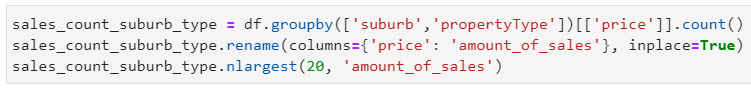 sales_count_suburb_type = df.groupby(['suburb','propertyType'])[['price']].count()
sales_count_suburb_type.rename(columns={'price': 'amount_of_sales'}, inplace=True)
sales_count_suburb_type.nlargest(20, 'amount_of_sales')